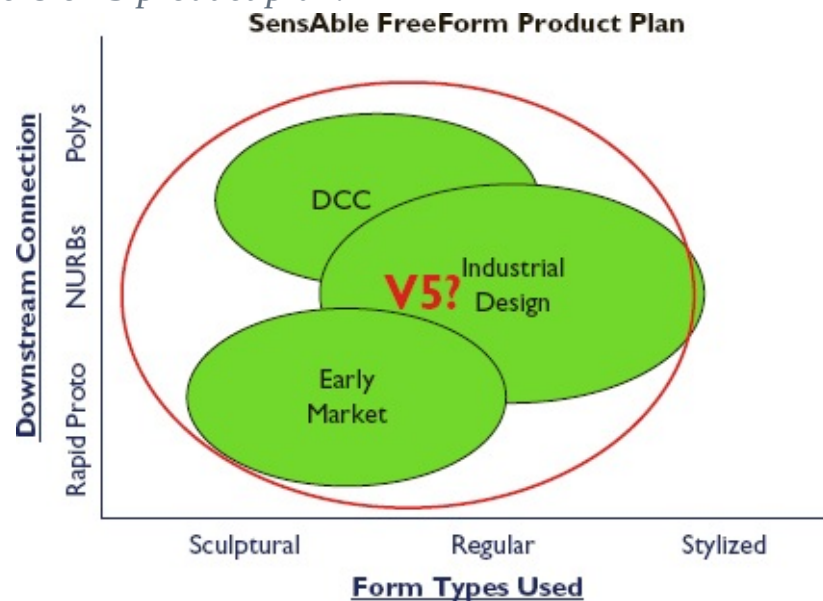 SensAble FreeForm Product Plan
Downstream Connection
Polys
NURBs
Rapid Proto
DCC
V5?
Industrial
Design
Early
Market
Sculptural
Regular
Stylized
Form Types Used